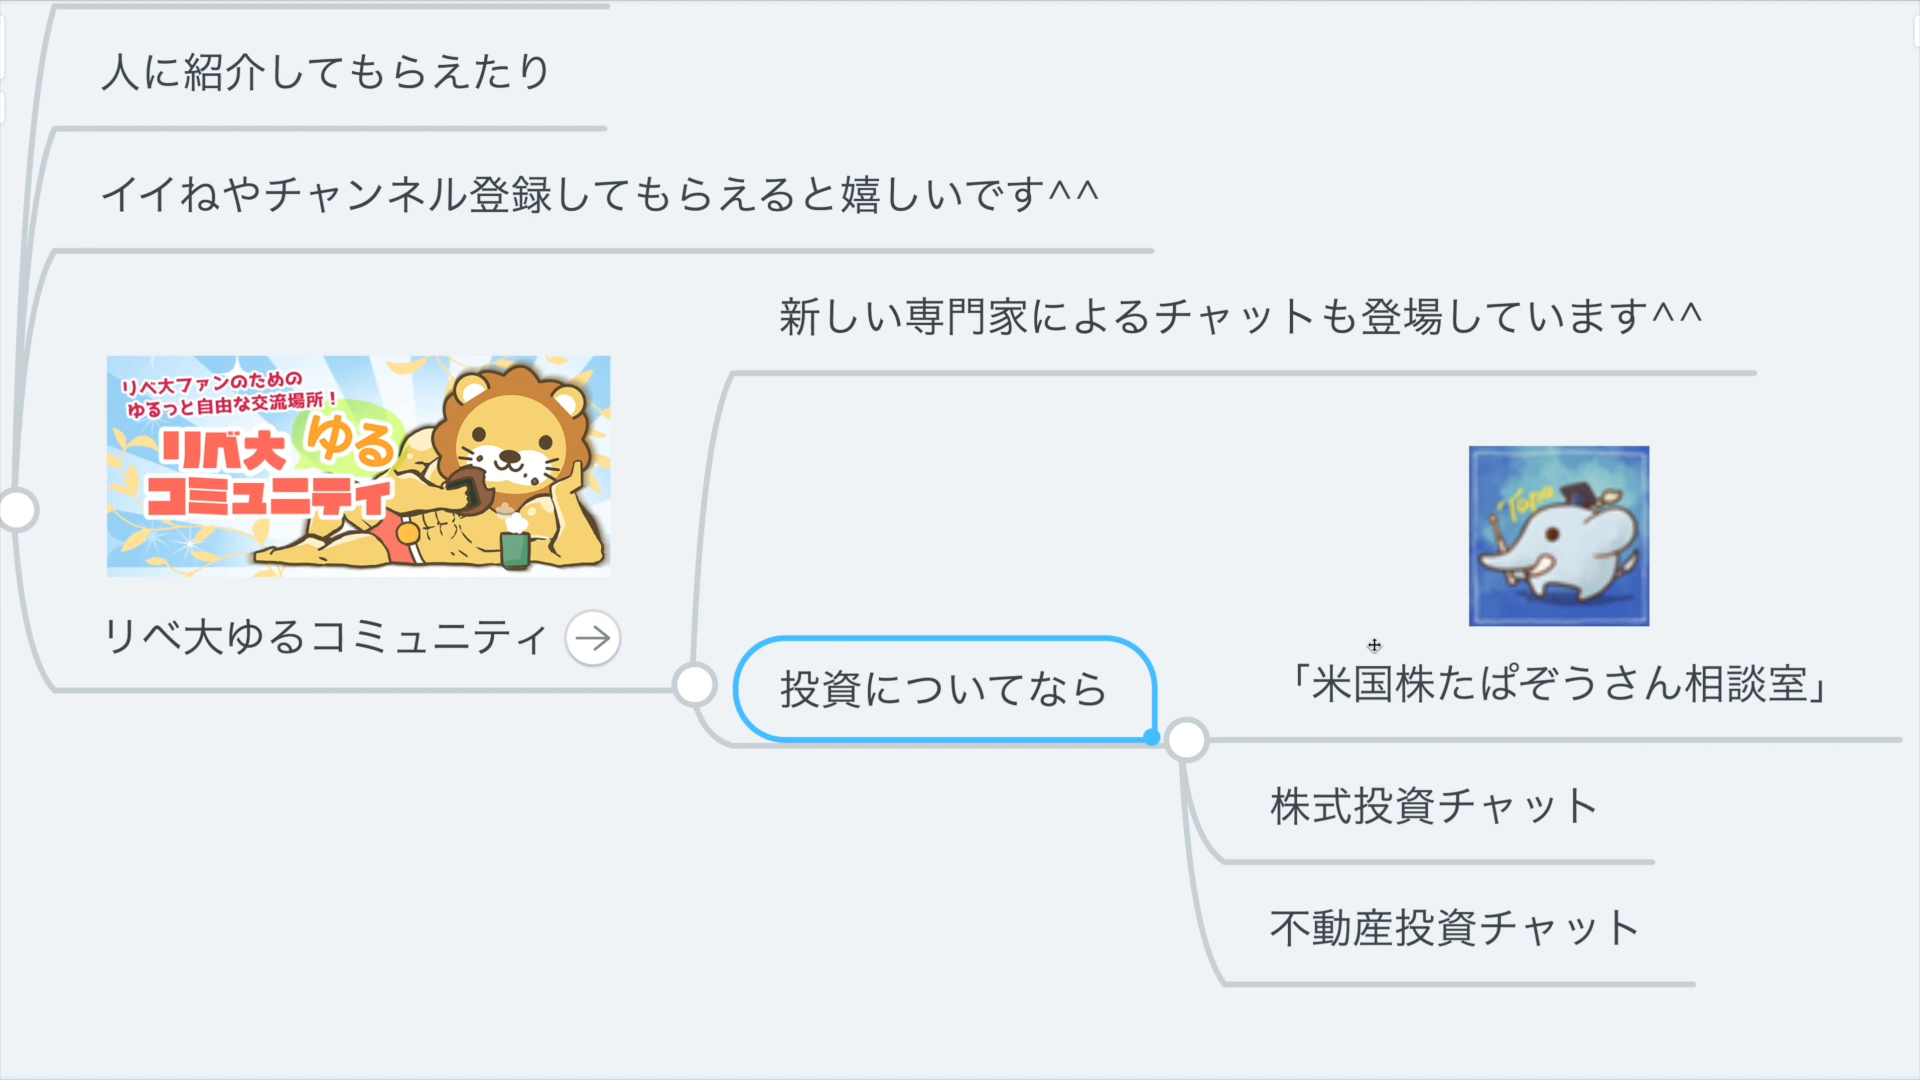 人に紹介してもらえたり
イイねやチャンネル登録してもらえると嬉しいです^^
新しい専門家によるチャットも登場しています^^
リベ大ファンのための
ゆるっと自由な交流場所！
リベ大 ゆる
コミュニティ
リベ大ゆるコミュニティ
投資についてなら
Tapa
「米国株たぱぞうさん相談室」
株式投資チャット
不動産投資チャット